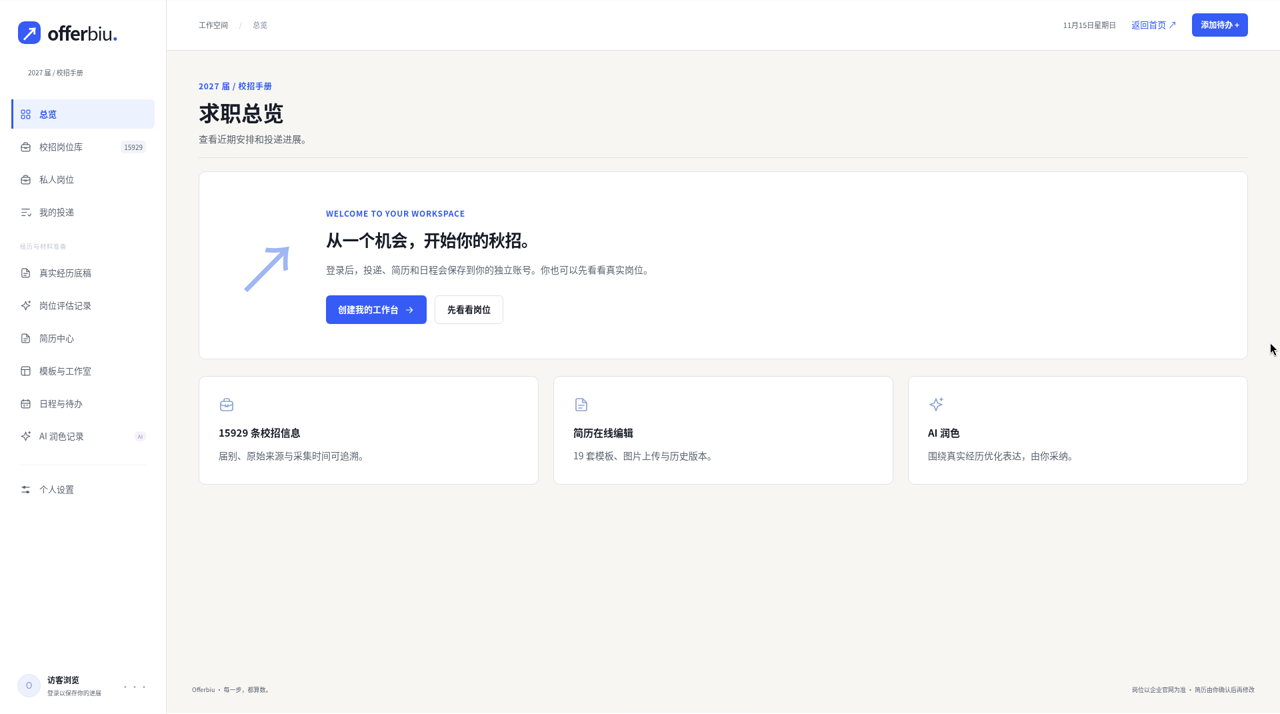 offerbiu.
2027 届 / 校招手册
总览
校招岗位库
15929
私人岗位
我的投递
经历与材料准备
真实经历底稿
岗位评估记录
简历中心
模板与工作室
日程与待办
AI 润色记录
AI
个人设置
O
访客浏览
登录以保存你的进展
工作空间 / 总览
11月15日星期日
返回首页 ↗
添加待办 +
2027 届 / 校招手册
求职总览
查看近期安排和投递进展。
WELCOME TO YOUR WORKSPACE
从一个机会，开始你的秋招。
登录后，投递、简历和日程会保存到你的独立账号。你也可以先看看真实岗位。
创建我的工作台 →
先看看岗位
15929 条校招信息
届别、原始来源与采集时间可追溯。
简历在线编辑
19 套模板、图片上传与历史版本。
AI 润色
围绕真实经历优化表达，由你采纳。
Offerbiu · 每一步，都算数。
岗位以企业官网为准 · 简历由你确认后再修改